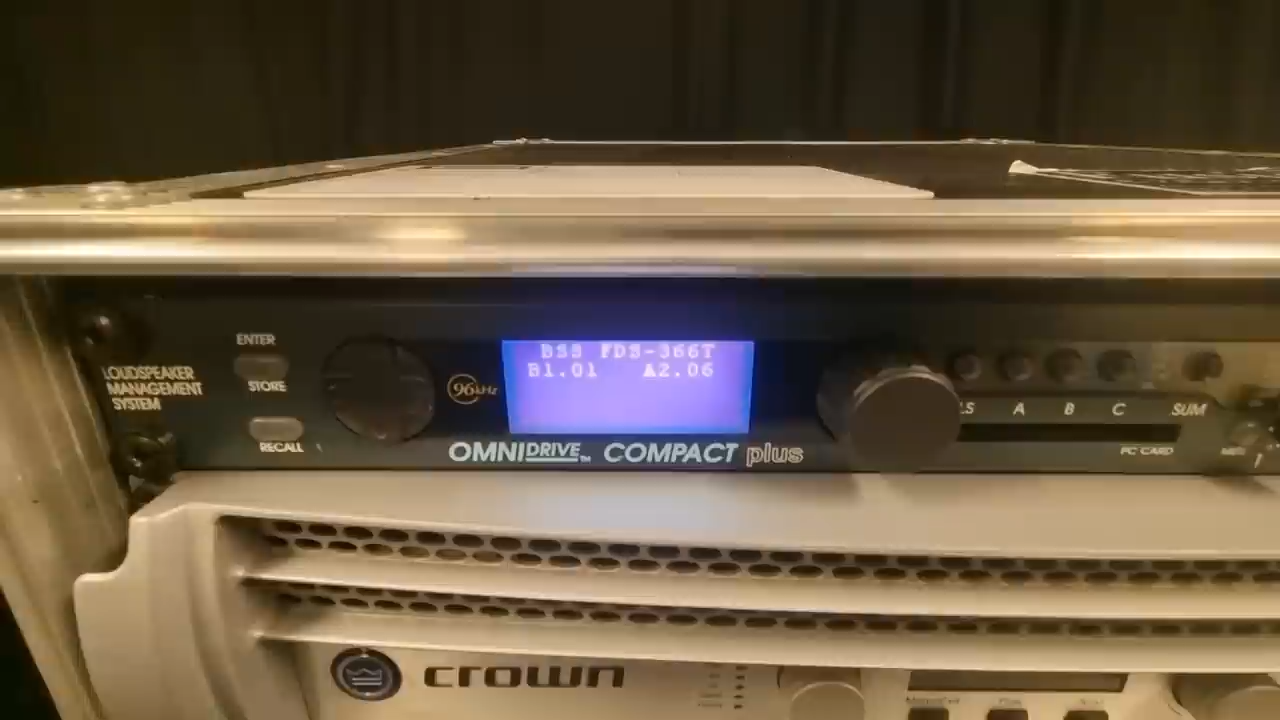 ENTER
STORE
RECALL
LOUDSPEAKER
MANAGEMENT
SYSTEM
96kHz
BSS FDS-366T
B1.01 A2.06
OMNIDRIVE™ COMPACT plus
A B C SUM
PC CARD
crown